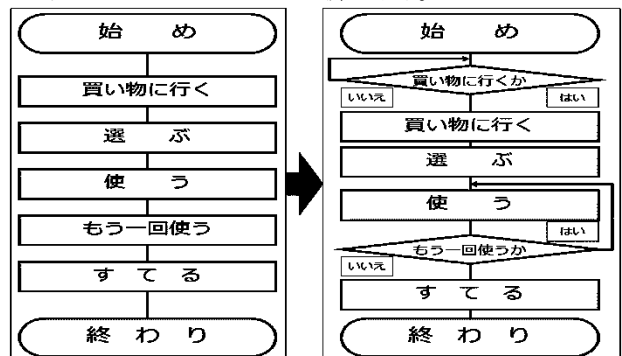 始め
買い物に行く
選ぶ
使う
もう一回使う
すてる
終わり
始め
買い物に行くか
いいえ
はい
買い物に行く
選ぶ
使う
はい
もう一回使うか
いいえ
すてる
終わり